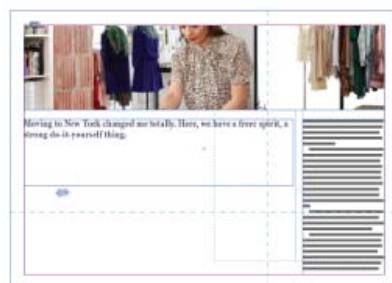 Moving to New York changed me totally. Here, we have a freer spirit, a
strong do-it-yourself thing.